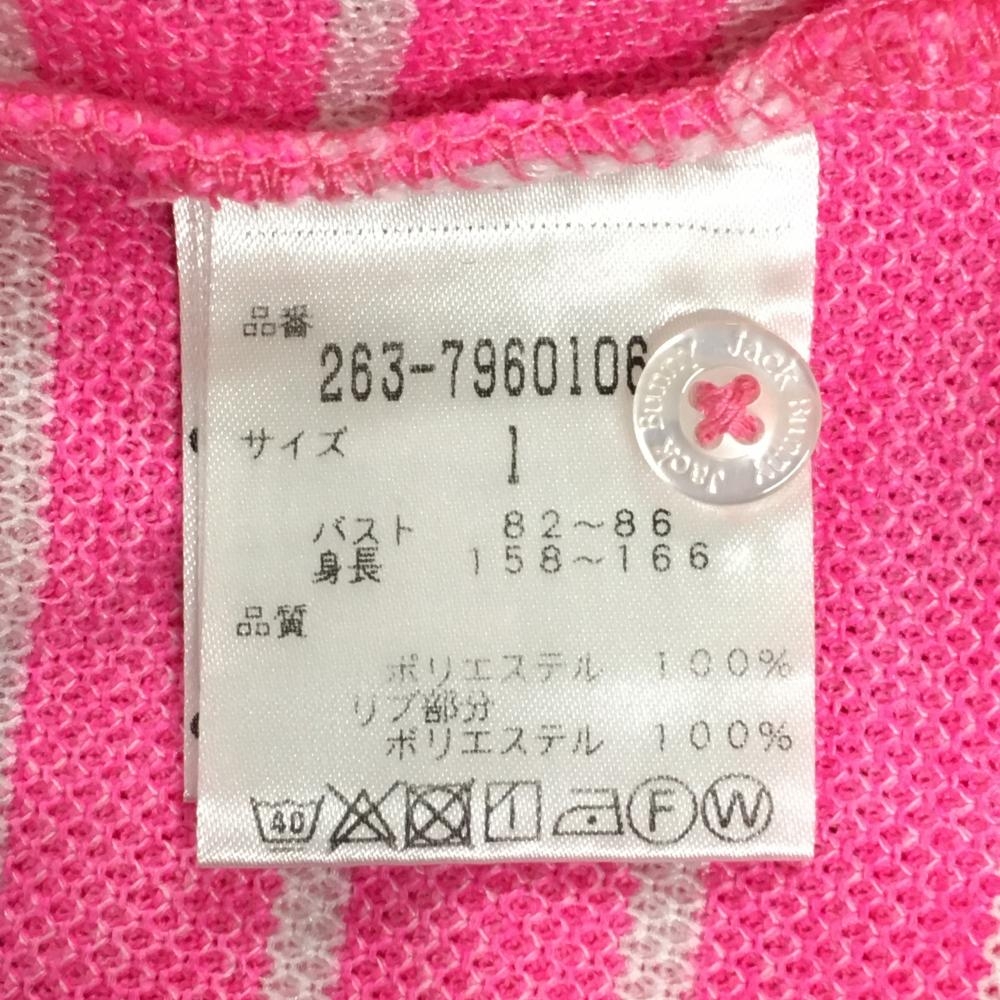 品番
263-7960106
サイズ
1
バスト 82～86
身長 158～166
品質
ポリエステル 100%
リブ部分
ポリエステル 100%
40 1 F W
Jack Bunny Jack Bunny